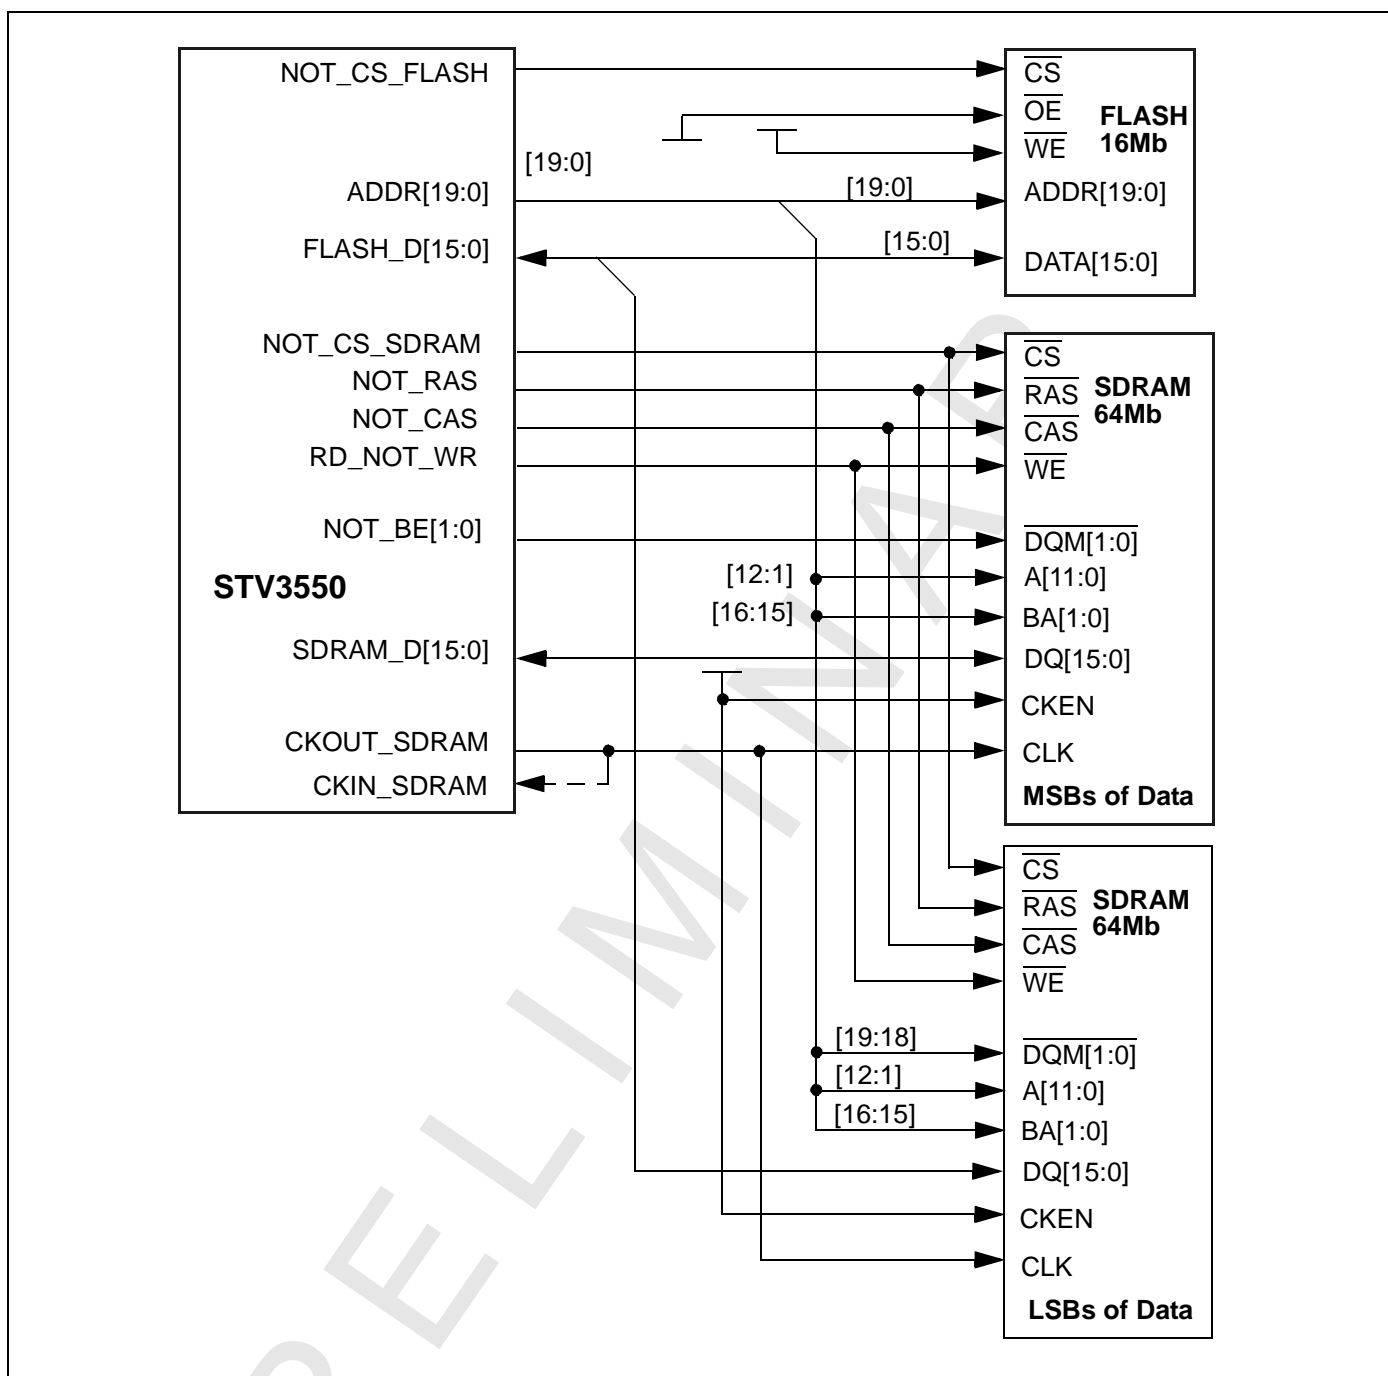 NOT_CS_FLASH
ADDR[19:0]
FLASH_D[15:0]
NOT_CS_SDRAM
NOT_RAS
NOT_CAS
RD_NOT_WR
NOT_BE[1:0]
STV3550
SDRAM_D[15:0]
CKOUT_SDRAM
CKIN_SDRAM
[19:0]
[19:0]
[15:0]
[12:1]
[16:15]
[19:18]
[12:1]
[16:15]
CS
OE
WE
FLASH
16Mb
ADDR[19:0]
DATA[15:0]
CS
RAS
CAS
WE
SDRAM
64Mb
DQM[1:0]
A[11:0]
BA[1:0]
DQ[15:0]
CKEN
CLK
MSBs of Data
CS
RAS
CAS
WE
SDRAM
64Mb
DQM[1:0]
A[11:0]
BA[1:0]
DQ[15:0]
CKEN
CLK
LSBs of Data
RELIMINAR